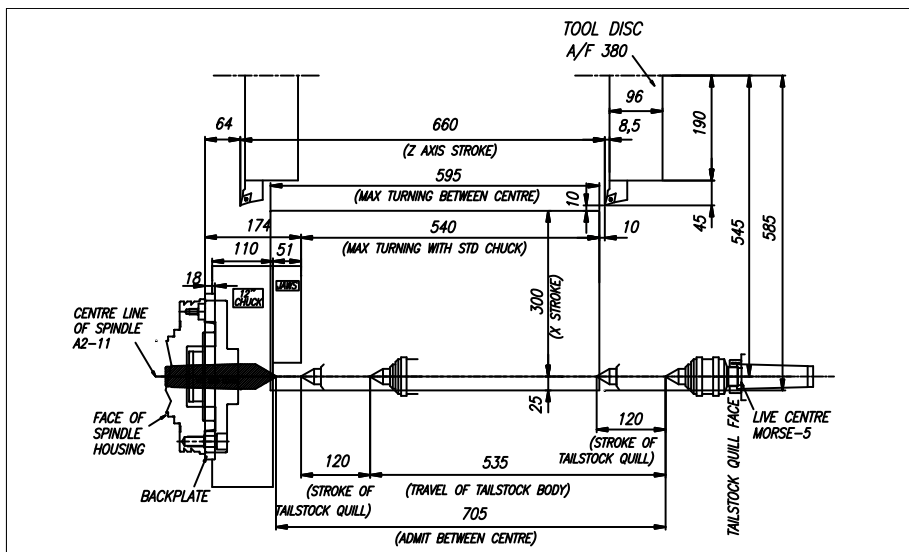 TOOL DISC
A/F 380
96
64
660
8,5
190
(Z AXIS STROKE)
595
(MAX TURNING BETWEEN CENTRE)
10
45
545
585
174
540
10
(MAX TURNING WITH STD CHUCK)
110
51
18
12"
CHUCK
JAWS
300
(X STROKE)
CENTRE LINE
OF SPINDLE
A2-11
25
FACE OF
SPINDLE
HOUSING
BACKPLATE
120
(STROKE OF
TAILSTOCK QUILL)
TAILSTOCK QUILL FACE
LIVE CENTRE
MORSE-5
120
(STROKE OF
TAILSTOCK QUILL)
535
(TRAVEL OF TAILSTOCK BODY)
705
(ADMIT BETWEEN CENTRE)